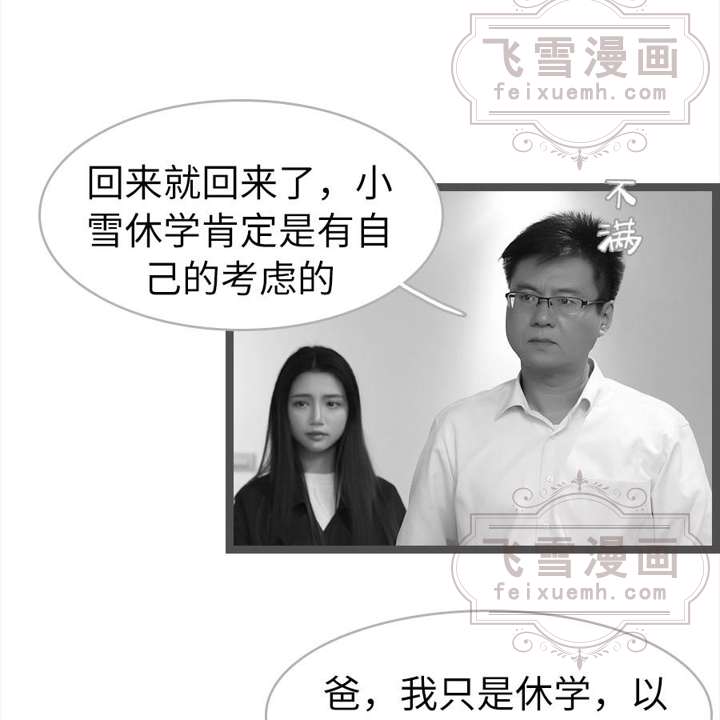 飞雪漫画
feixuemh.com
回来就回来了，小
雪休学肯定是有自
己的考虑的
不
满
飞雪漫画
feixuemh.com
爸，我只是休学，以